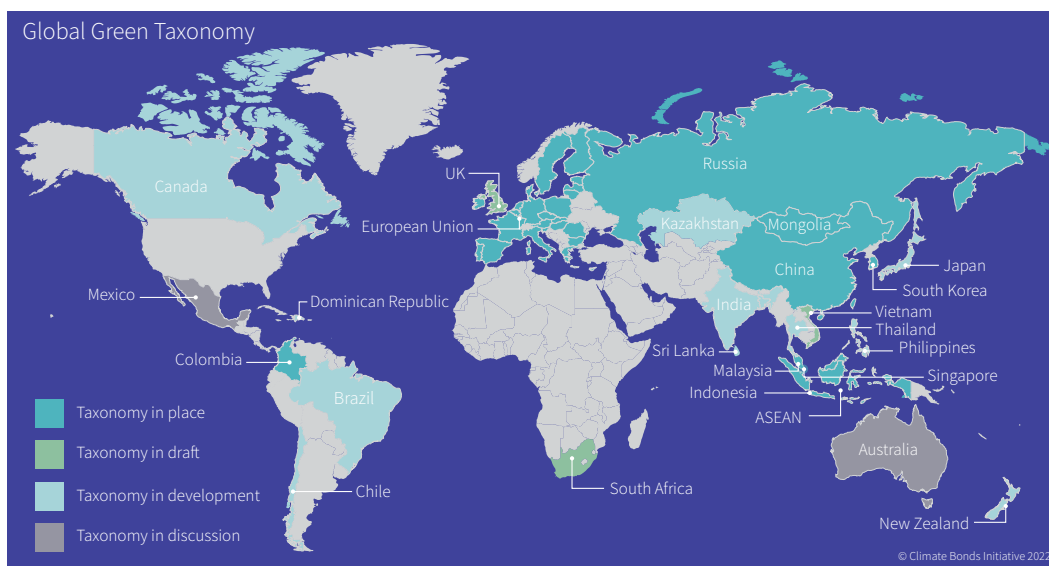 Global Green Taxonomy
UK
Russia
Canada
European Union
Kazakhstan
Mongolia
China
Japan
South Korea
Mexico
Dominican Republic
India
Vietnam
Thailand
Colombia
Sri Lanka
Philippines
Malaysia
Singapore
Indonesia
Brazil
ASEAN
Taxonomy in place
Taxonomy in draft
Australia
Taxonomy in development
Chile
South Africa
New Zealand
Taxonomy in discussion
© Climate Bonds Initiative 2022